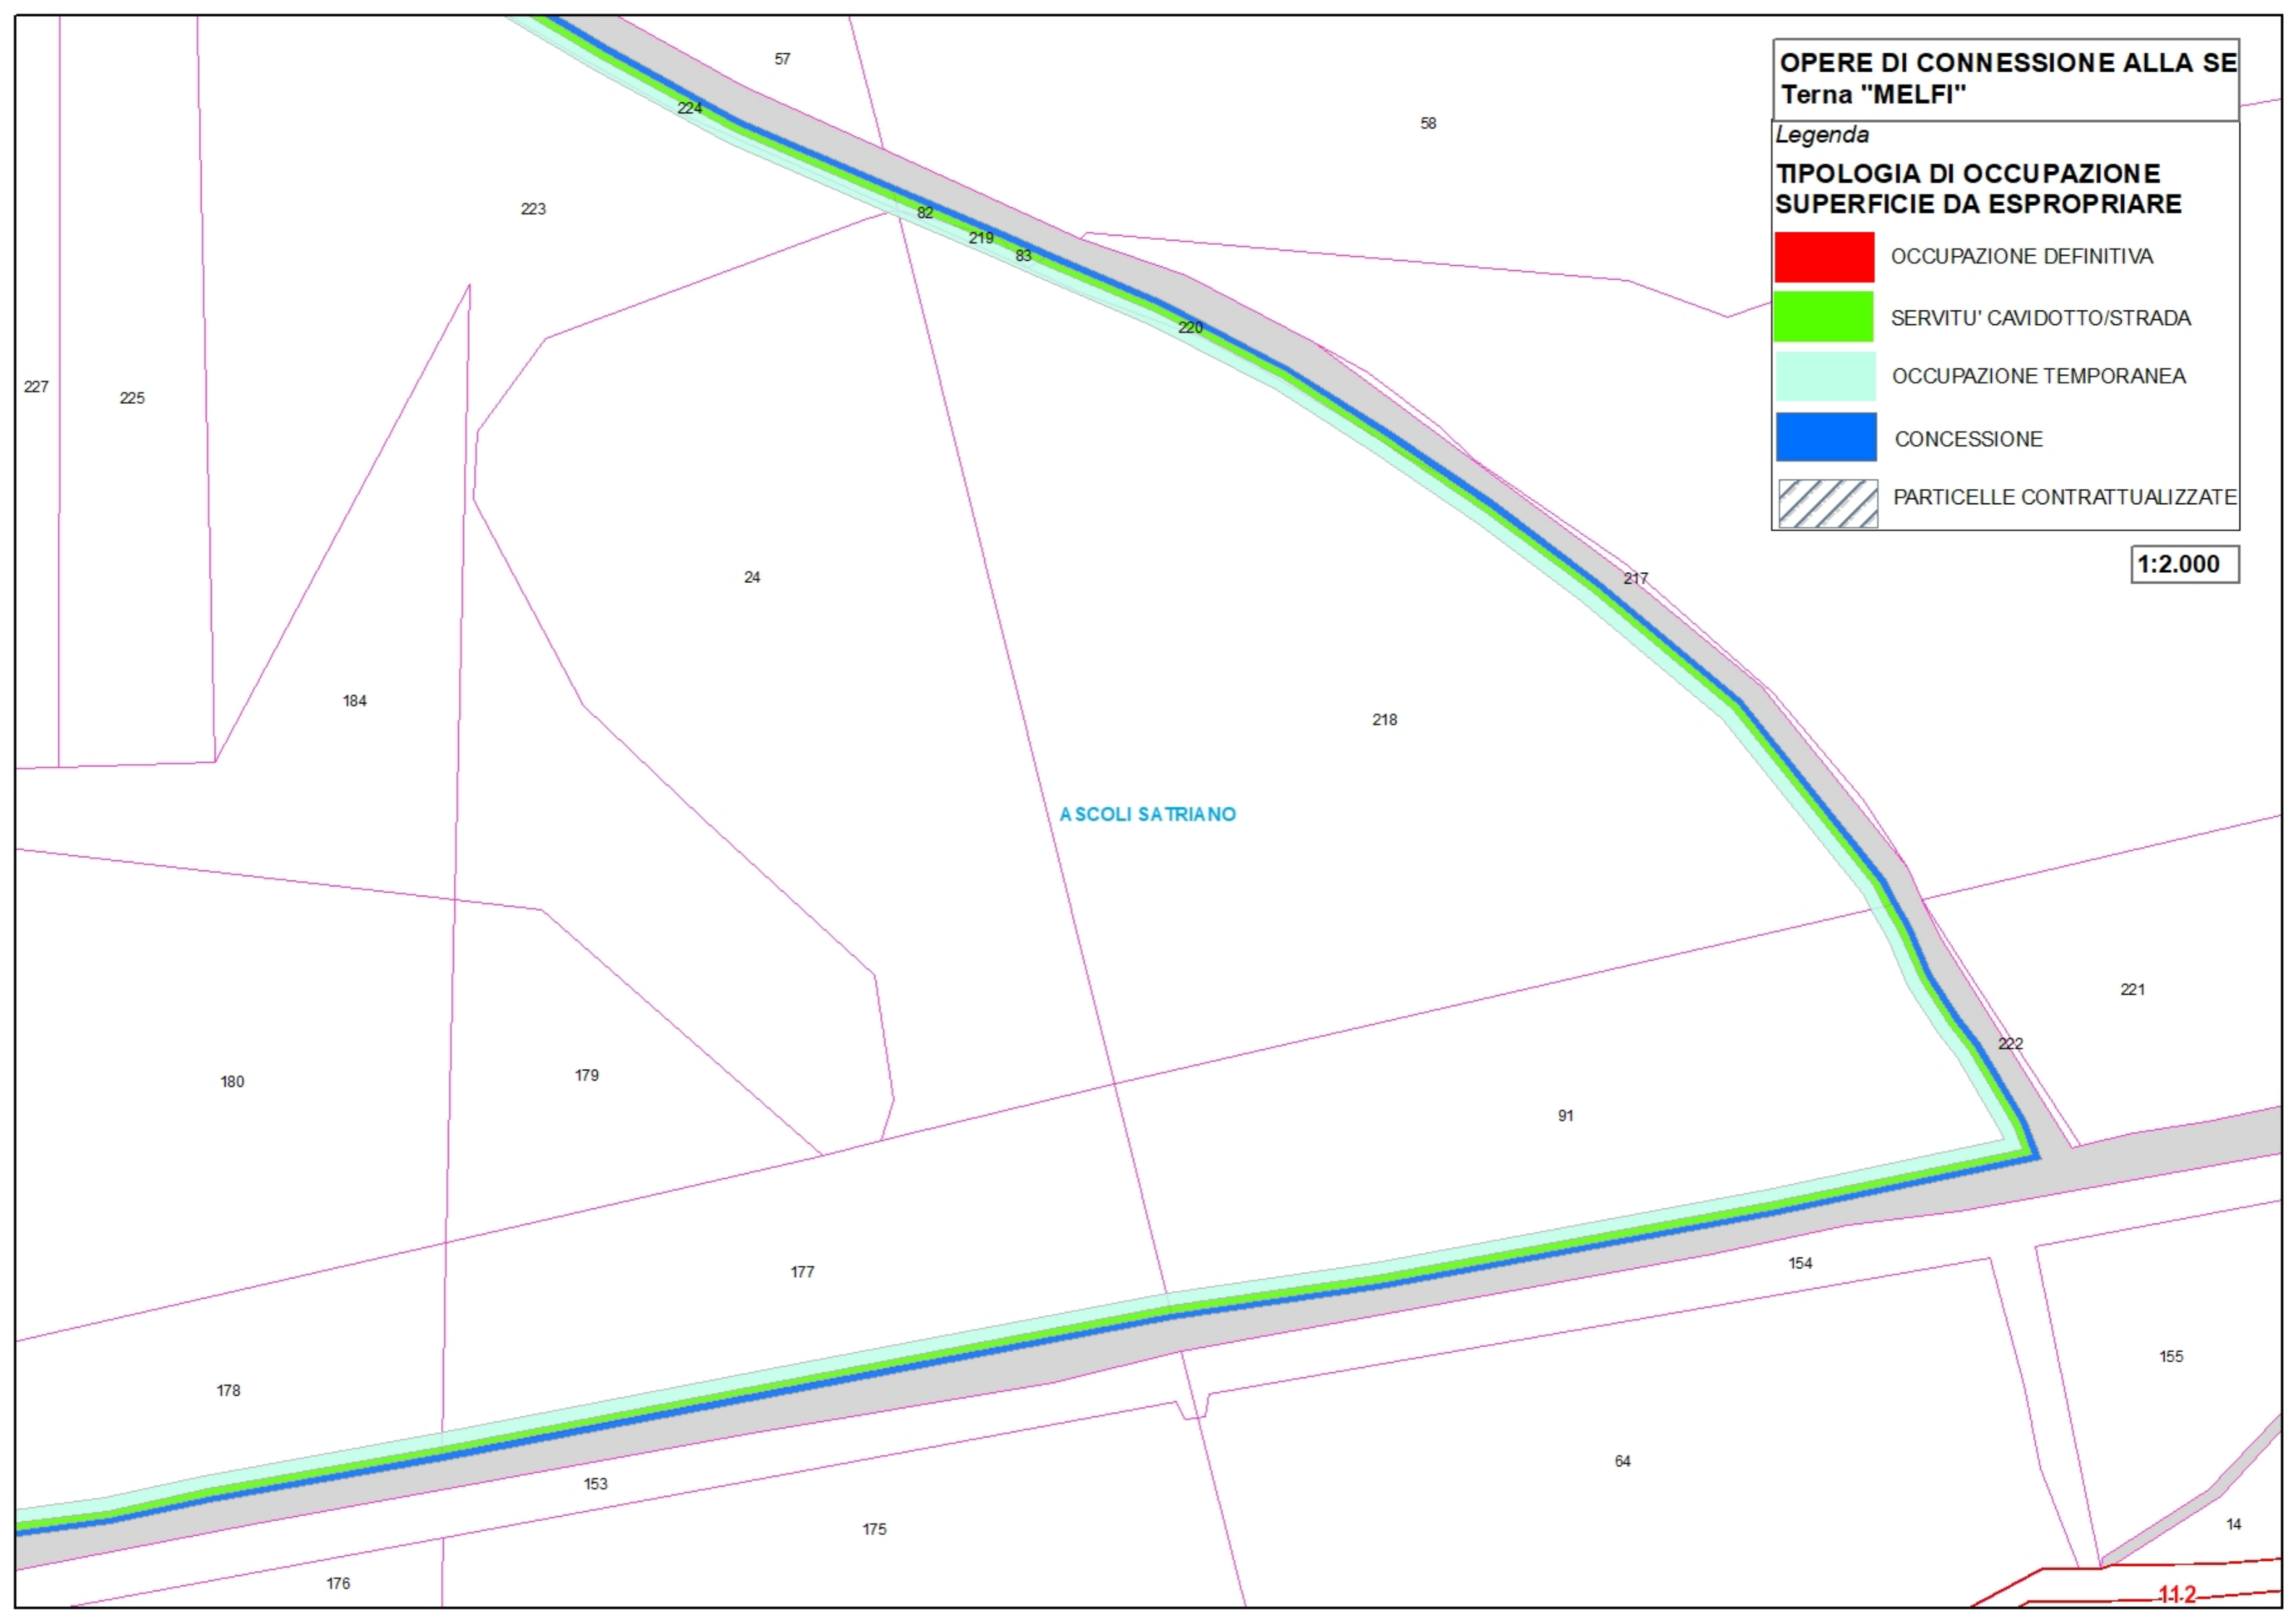 OPERE DI CONNESSIONE ALLA SE
Terna "MELFI"
Legenda
TIPOLOGIA DI OCCUPAZIONE
SUPERFICIE DA ESPROPRIARE
OCCUPAZIONE DEFINITIVA
SERVITU' CAVIDOTTO/STRADA
OCCUPAZIONE TEMPORANEA
CONCESSIONE
PARTICELLE CONTRATTUALIZZATE
1:2.000
57
58
224
223
82
219
83
220
227
225
24
217
184
218
ASCOLI SATRIANO
221
222
180
179
91
177
154
178
155
153
64
175
14
176
112